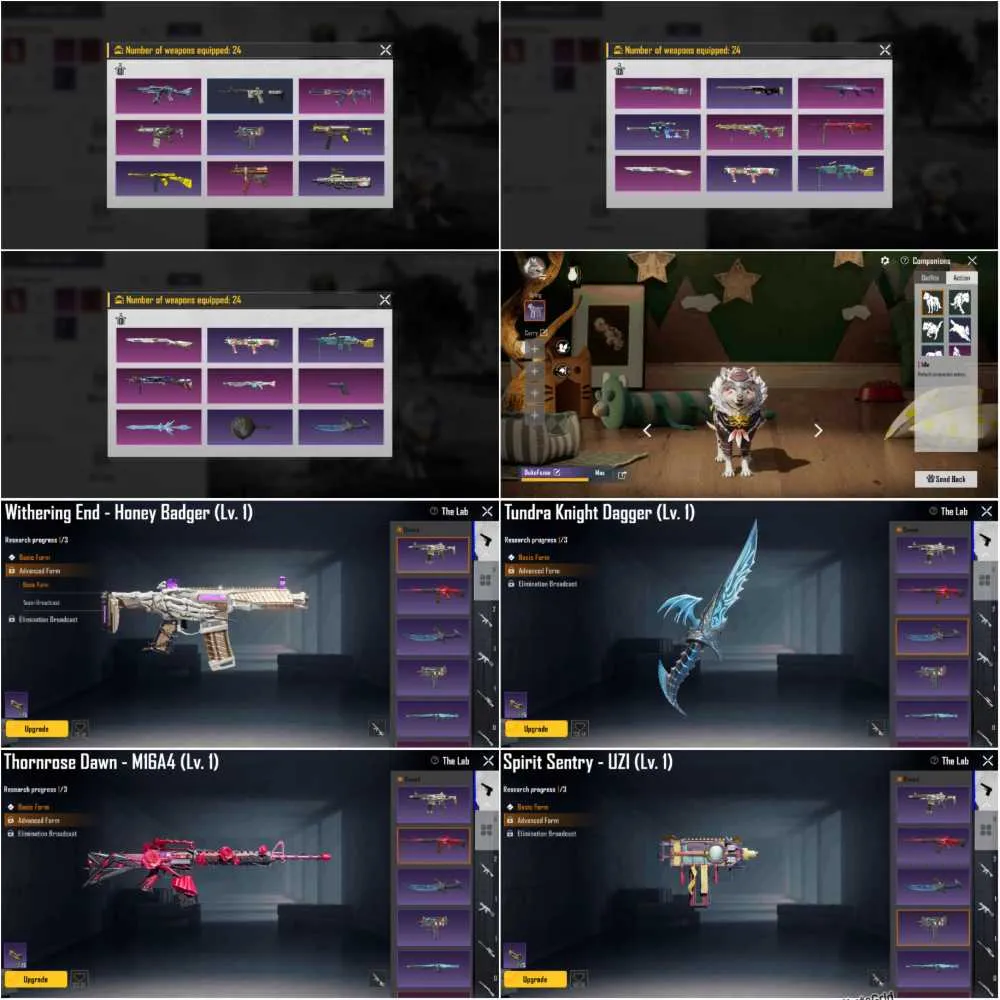 Number of weapons equipped: 24
Number of weapons equipped: 24
Number of weapons equipped: 24
Companions
Outfits
Action
Carry
Idle
Max
Send Back
Withering End - Honey Badger (Lv. 1)
The Lab
Research progress 1/3
Basic Form
Advanced Form
Basic Form
Elimination Broadcast
Upgrade
Tundra Knight Dagger (Lv. 1)
The Lab
Research progress 1/3
Basic Form
Advanced Form
Elimination Broadcast
Upgrade
Thornrose Dawn - M16A4 (Lv. 1)
The Lab
Research progress 1/3
Basic Form
Advanced Form
Elimination Broadcast
Upgrade
Spirit Sentry - UZI (Lv. 1)
The Lab
Research progress 1/3
Basic Form
Advanced Form
Elimination Broadcast
Upgrade